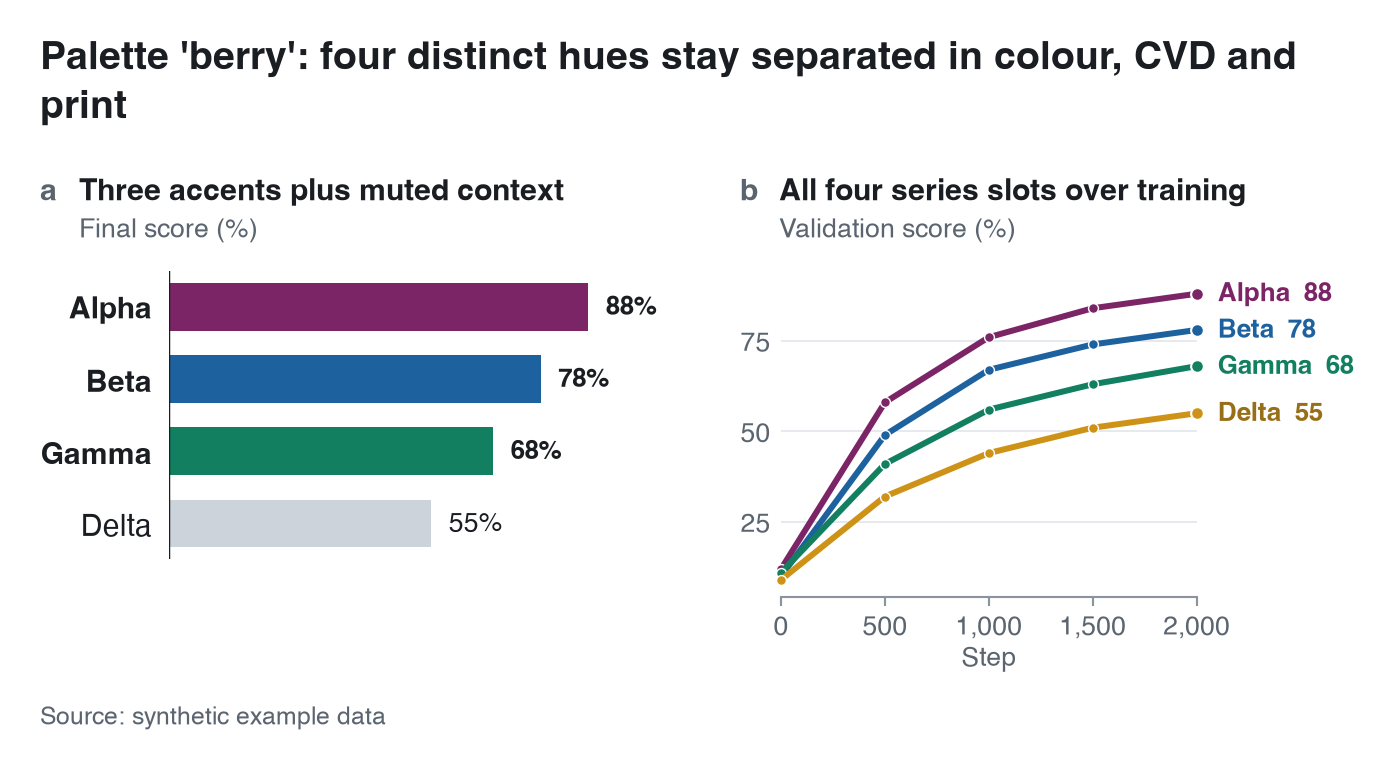 Palette 'berry': four distinct hues stay separated in colour, CVD and
print
a Three accents plus muted context
Final score (%)
Alpha 88%
Beta 78%
Gamma 68%
Delta 55%
b All four series slots over training
Validation score (%)
75
50
25
Alpha 88
Beta 78
Gamma 68
Delta 55
0 500 1,000 1,500 2,000
Step
Source: synthetic example data